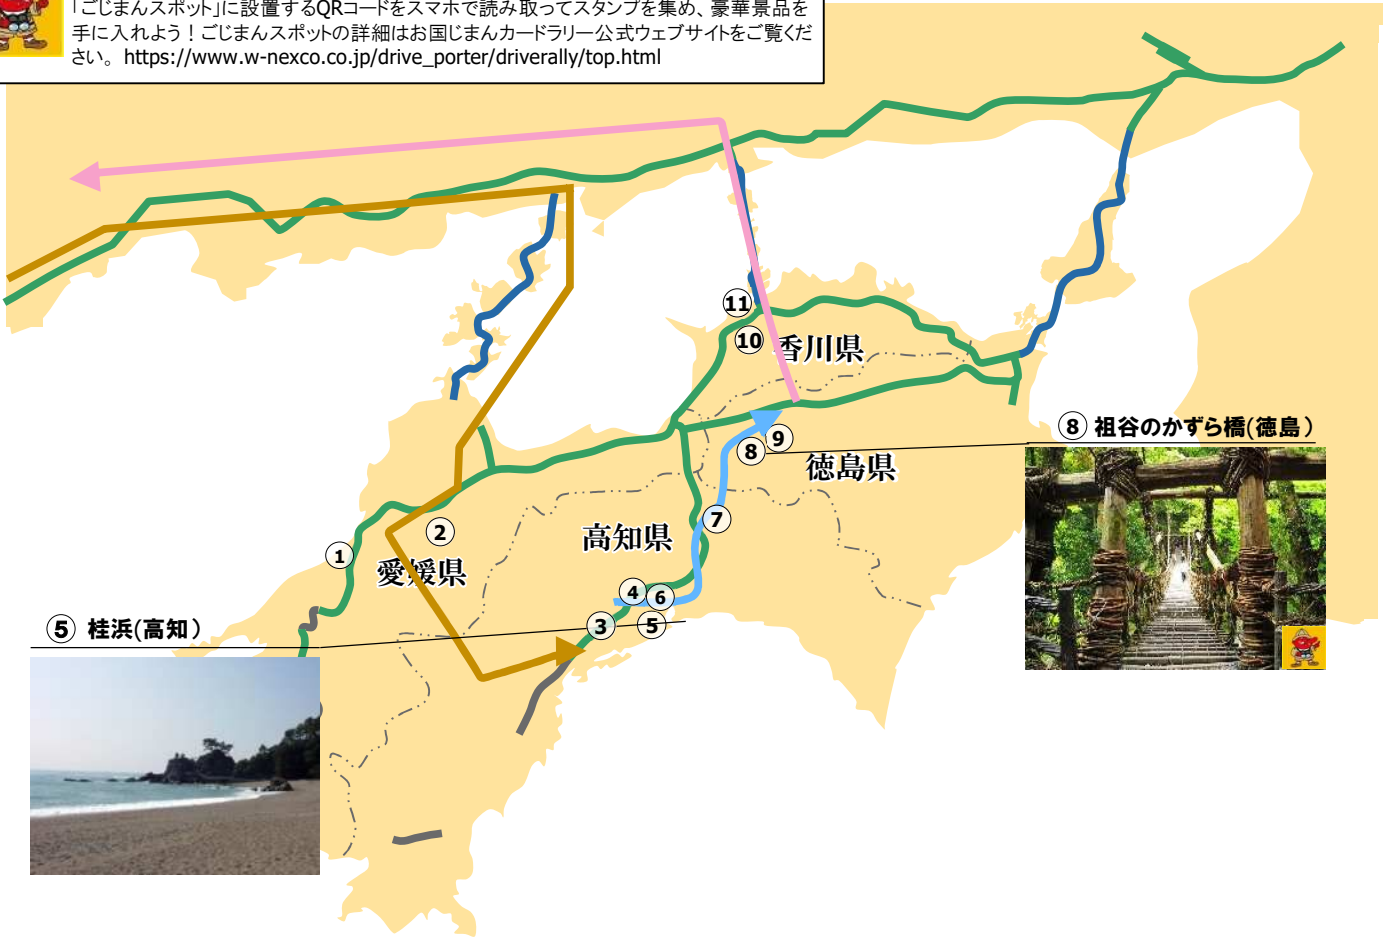 「ごじまんスポット」に設置するQRコードをスマホで読み取ってスタンプを集め、豪華景品を
手に入れよう！ごじまんスポットの詳細はお国じまんカードラリー公式ウェブサイトをご覧くだ
さい。 https://www.w-nexco.co.jp/drive_porter/driverally/top.html
11
10
香川県
⑧ 祖谷のかずら橋(徳島）
9
8
徳島県
7
2
高知県
1
愛媛県
4
6
3
5
⑤ 桂浜(高知）